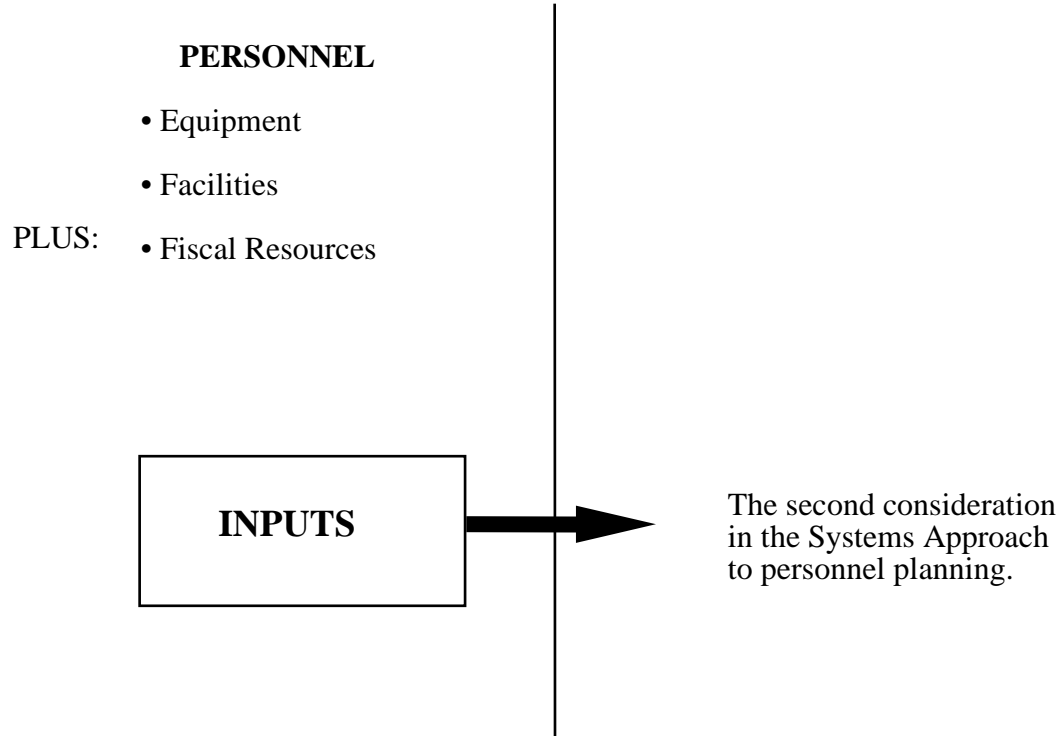 PERSONNEL
• Equipment
• Facilities
PLUS:
• Fiscal Resources
INPUTS
The second consideration
in the Systems Approach
to personnel planning.